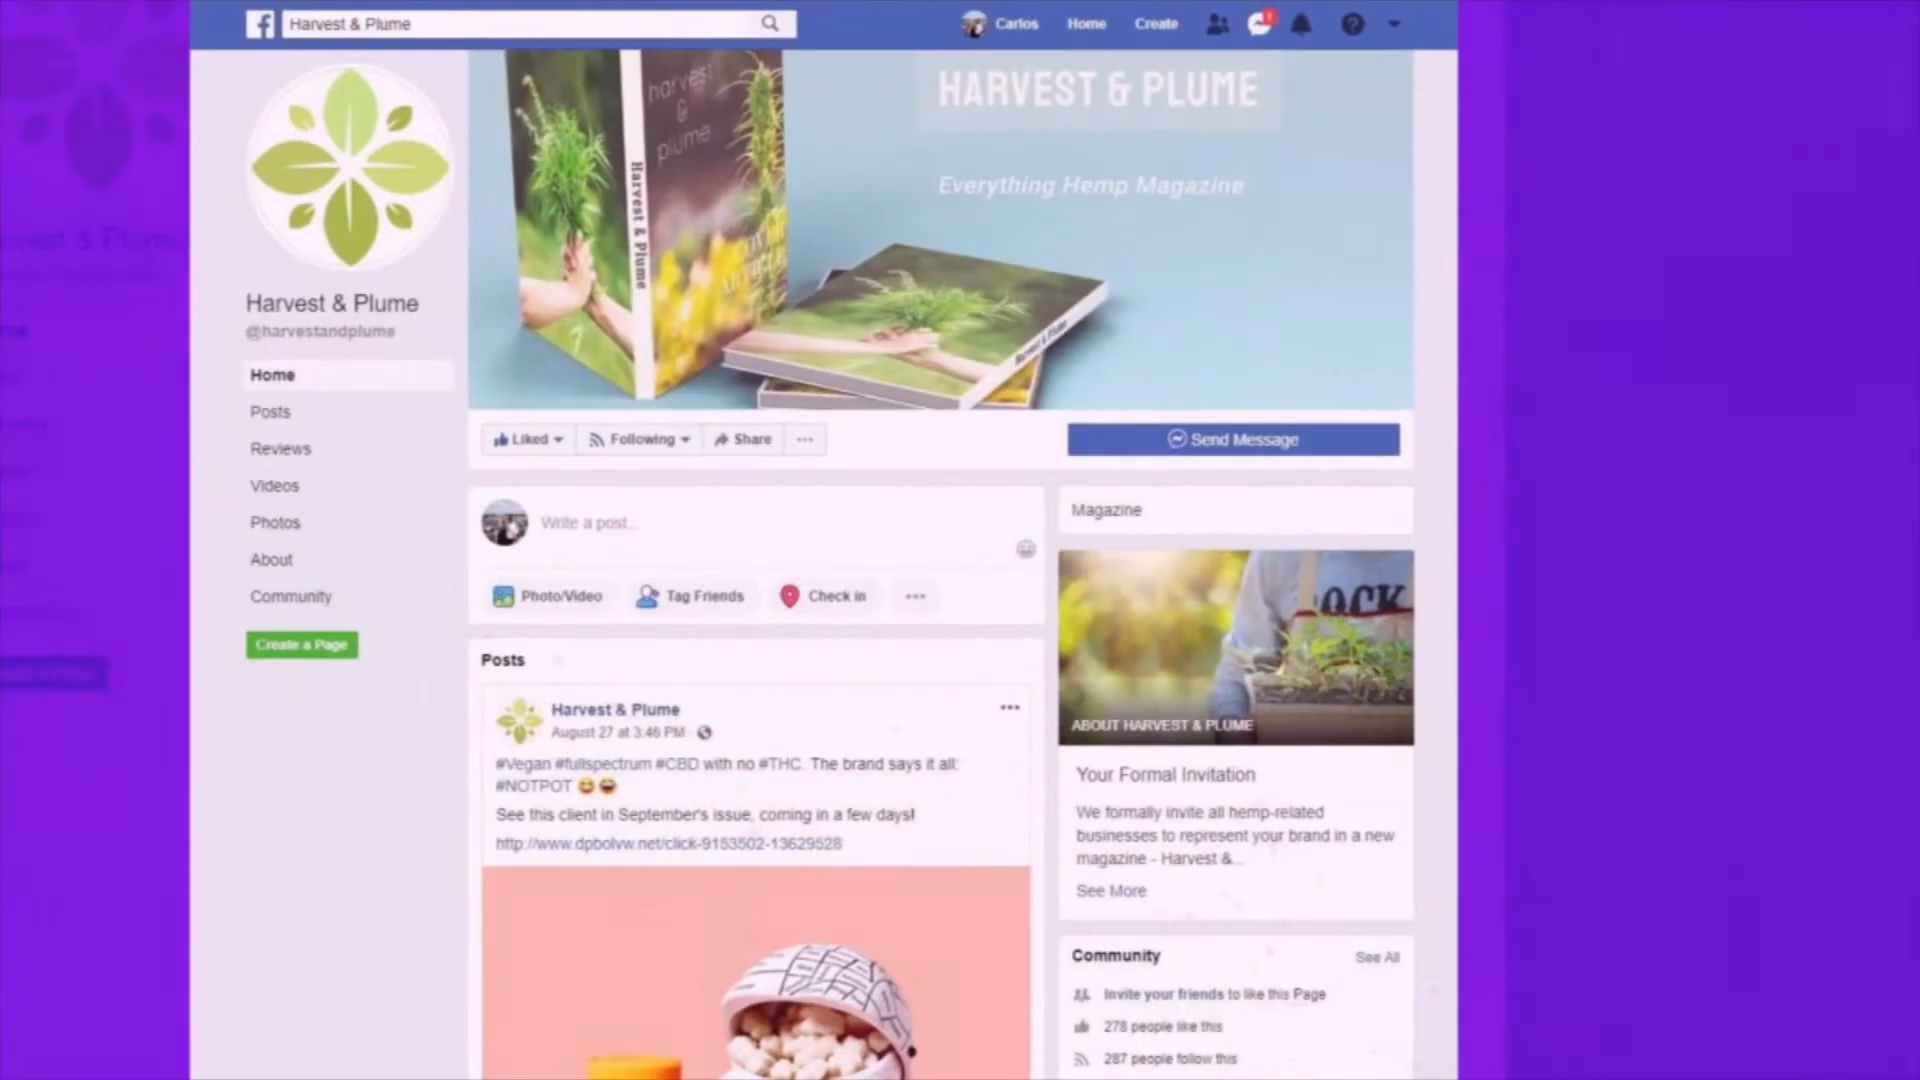 Harvest & Plume
Carlos
Home
Create
HARVEST & PLUME
Everything Hemp Magazine
harvest
&
plume
Harvest & Plume
Harvest & Plume
Harvest & Plume
@harvestandplume
Home
Posts
Reviews
Videos
Photos
About
Community
Create a Page
Liked
Following
Share
Send Message
Write a post...
Photo/Video
Tag Friends
Check in
Posts
Harvest & Plume
August 27 at 3:46 PM
#Vegan #fullspectrum #CBD with no #THC. The brand says it all:
#NOTPOT 😆😂
See this client in September's issue, coming in a few days!
http://www.dpbolvw.net/click-9153502-13629528
Magazine
OCK
ABOUT HARVEST & PLUME
Your Formal Invitation
We formally invite all hemp-related
businesses to represent your brand in a new
magazine - Harvest &...
See More
Community
See All
Invite your friends to like this Page
278 people like this
287 people follow this